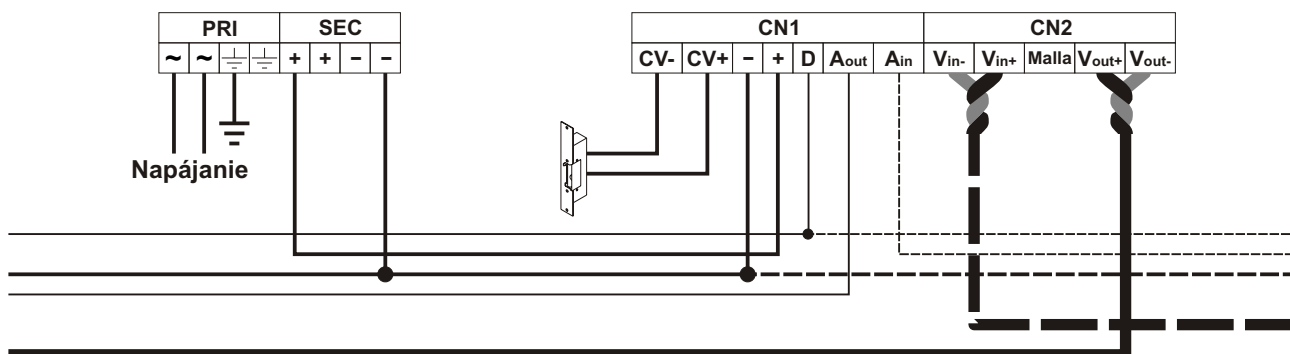 PRI SEC
~ ~ + + − −
Napájanie
CN1 CN2
CV- CV+ − + D Aout Ain Vin- Vin+ Malla Vout+ Vout-